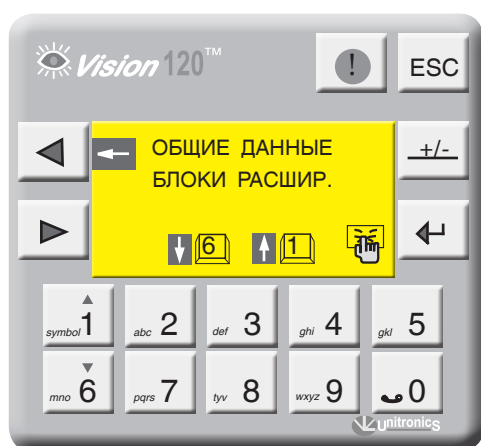 Vision 120™
! ESC
ОБЩИЕ ДАННЫЕ
+/-
БЛОКИ РАСШИР.
6 1
symbol 1 abc 2 def 3 ghi 4 gkl 5
mno 6 pqrs 7 tyv 8 wxyz 9 0
Unitronics